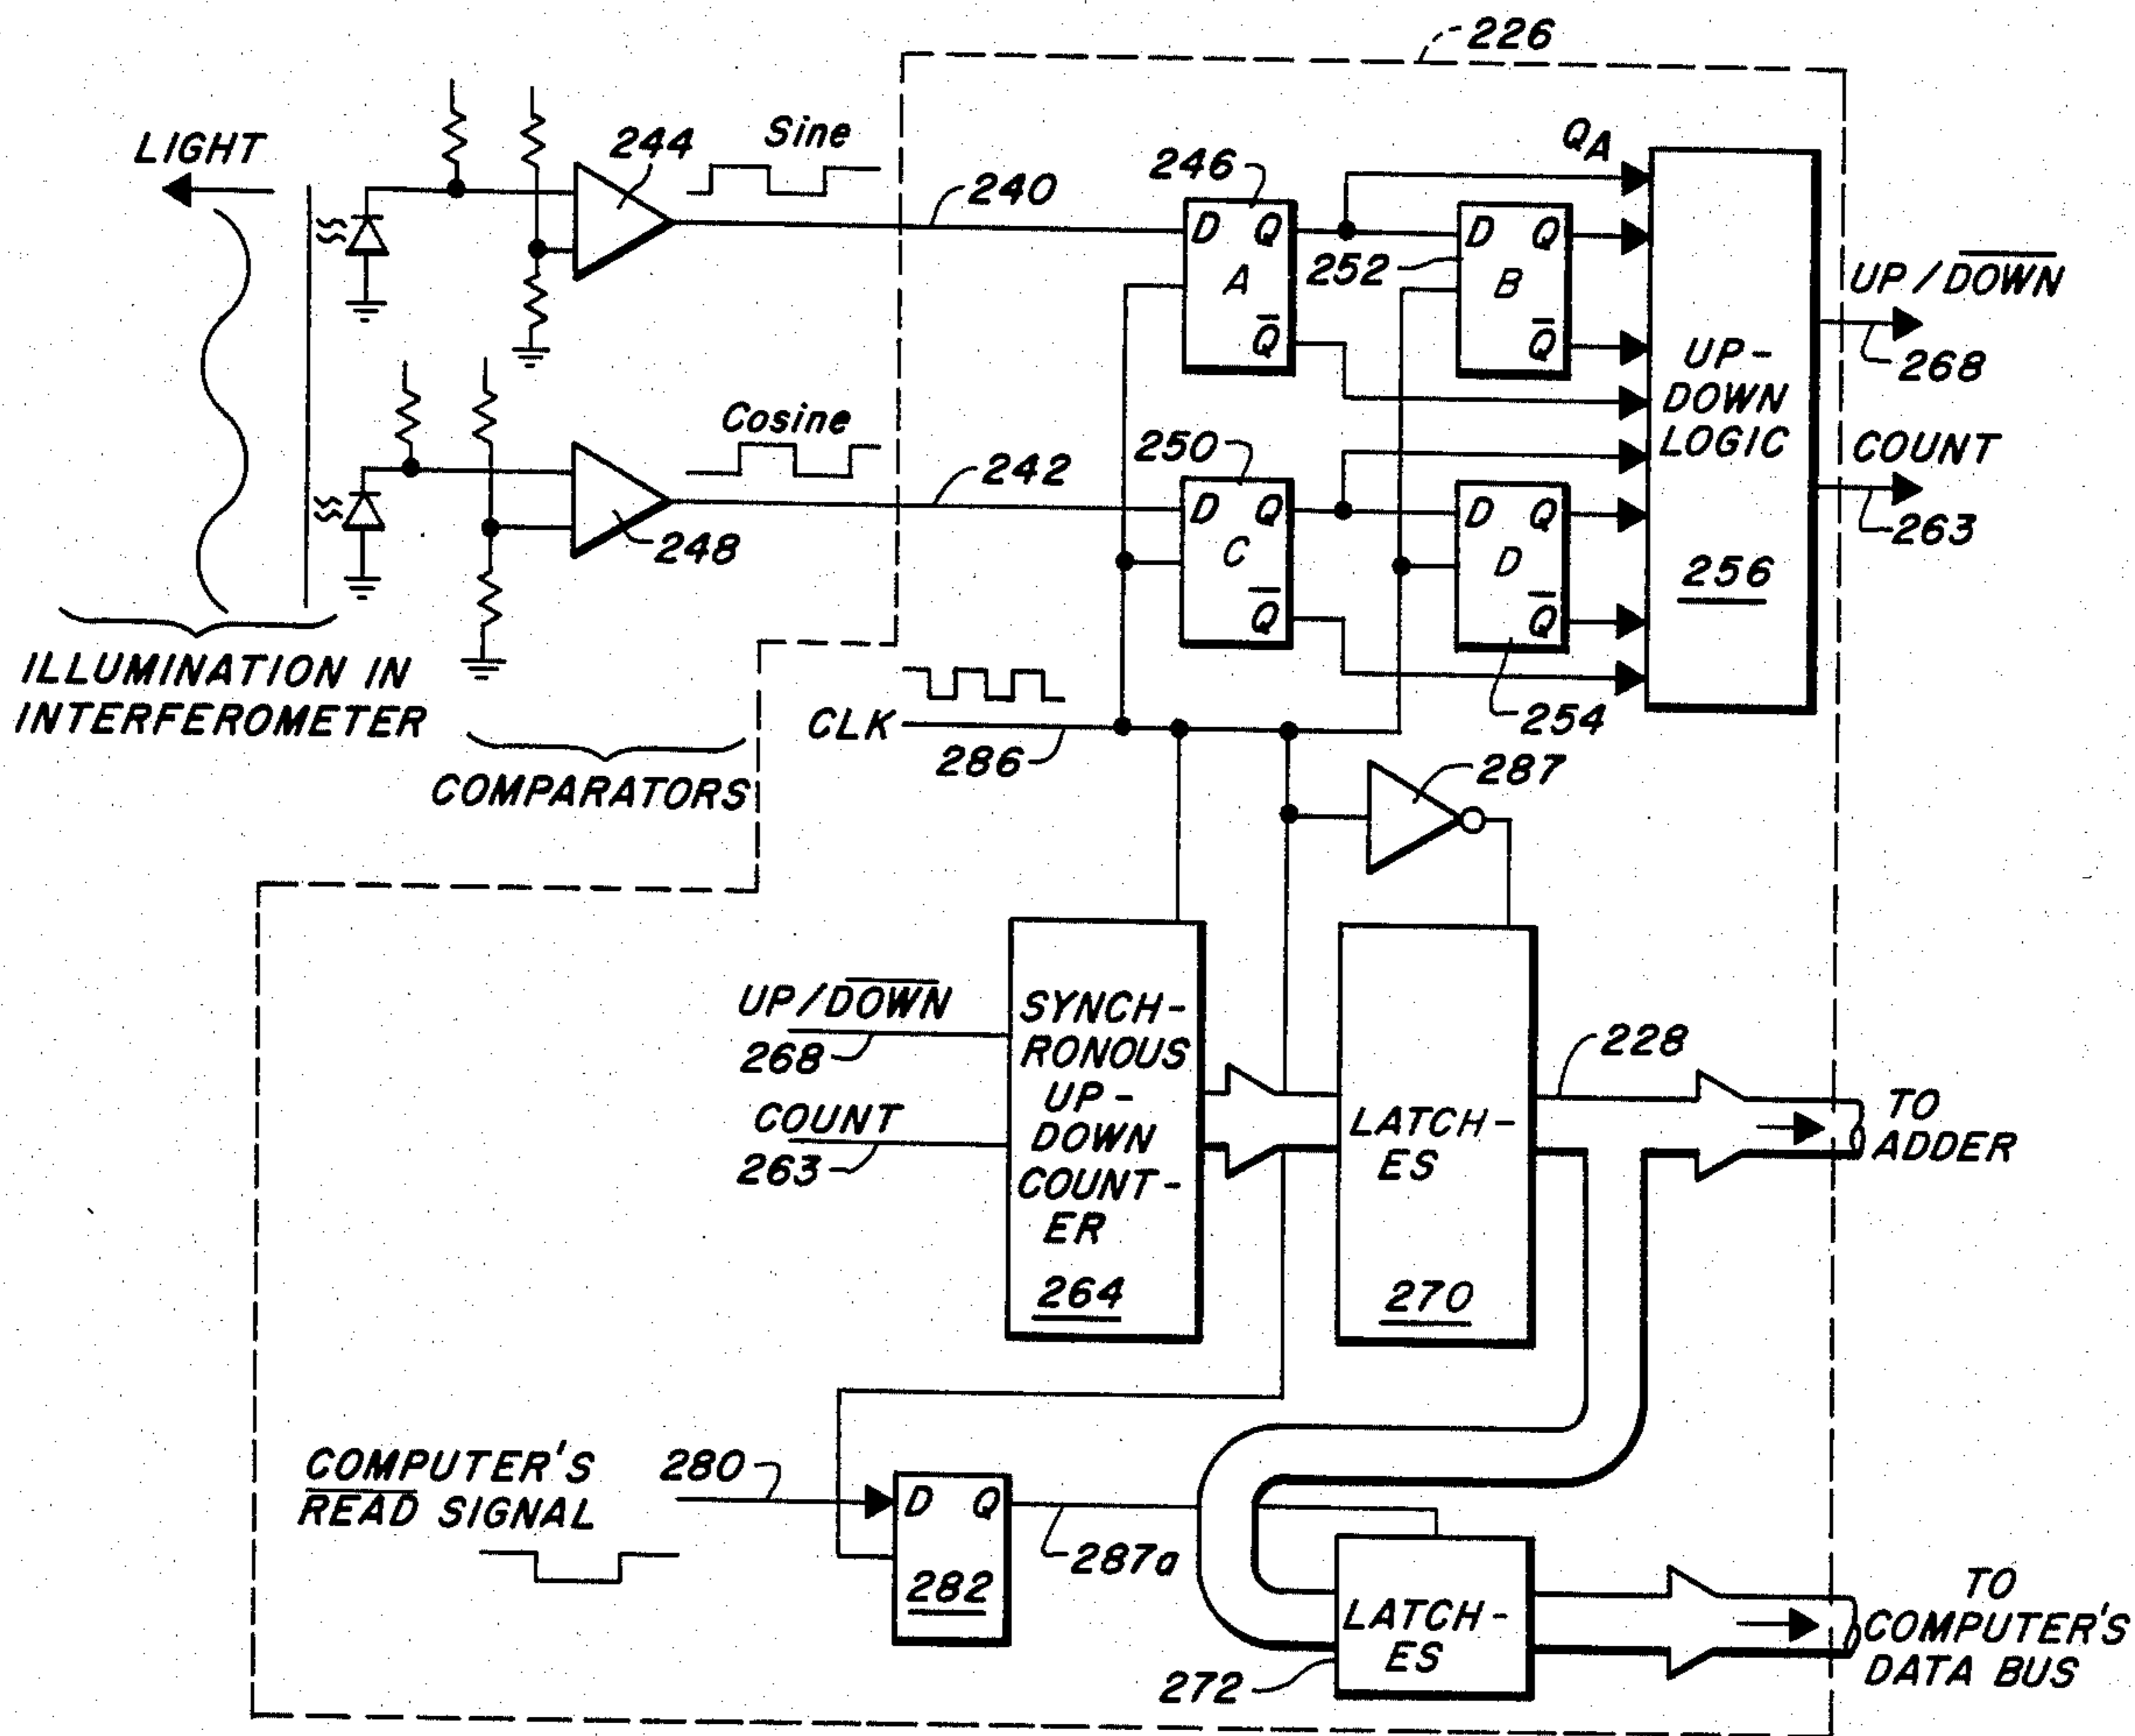 226
LIGHT
244
Sine
240
246
D Q
A
Q̅
QA
252
D Q
B
Q̅
UP/D̅O̅W̅N̅
268
UP-
DOWN
LOGIC
256
COUNT
263
Cosine
248
242
250
D Q
C
Q̅
D Q
D
Q̅
254
ILLUMINATION IN
INTERFEROMETER
COMPARATORS
CLK
286
287
UP/D̅O̅W̅N̅
268
COUNT
263
SYNCH-
RONOUS
UP-
DOWN
COUNT-
ER
264
LATCH-
ES
270
228
TO
ADDER
COMPUTER'S
R̅E̅A̅D̅ SIGNAL
280
D Q
282
287a
LATCH-
ES
272
TO
COMPUTER'S
DATA BUS